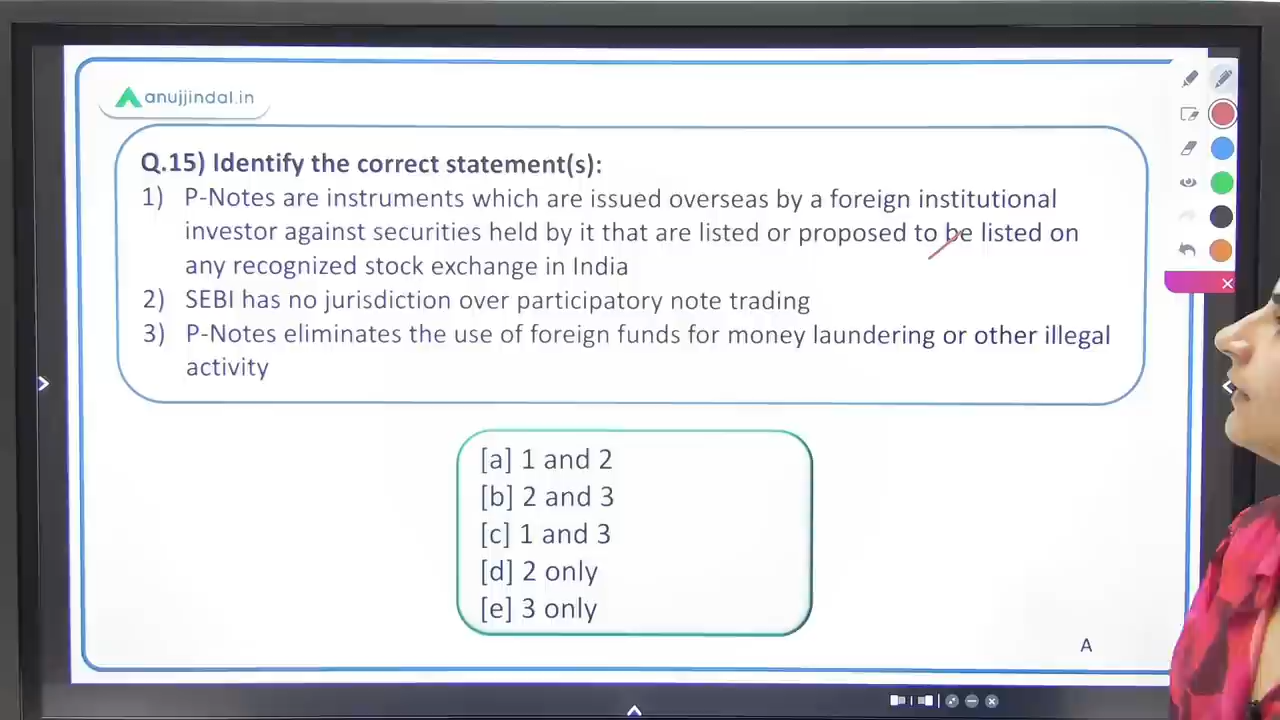 anujjindal.in
Q.15) Identify the correct statement(s):
1) P-Notes are instruments which are issued overseas by a foreign institutional
investor against securities held by it that are listed or proposed to be listed on
any recognized stock exchange in India
2) SEBI has no jurisdiction over participatory note trading
3) P-Notes eliminates the use of foreign funds for money laundering or other illegal
activity
[a] 1 and 2
[b] 2 and 3
[c] 1 and 3
[d] 2 only
[e] 3 only
A